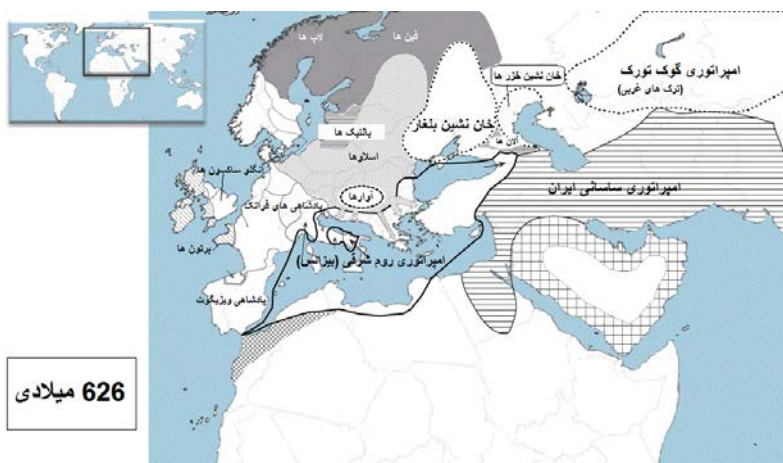 لاپ ها
فین ها
خان نشین خزر ها
امپراتوری گوک تورک
(ترک های غربی)
خان نشین بلغار
بالتیک ها
آلان ها
اسلاوها
انگلو ساکسون ها
امپراتوری ساسانی ایران
آوارها
پادشاهی های فرانک
برتون ها
امپراتوری روم شرقی (بیزانس)
پادشاهی ویزیگوت
626 میلادی